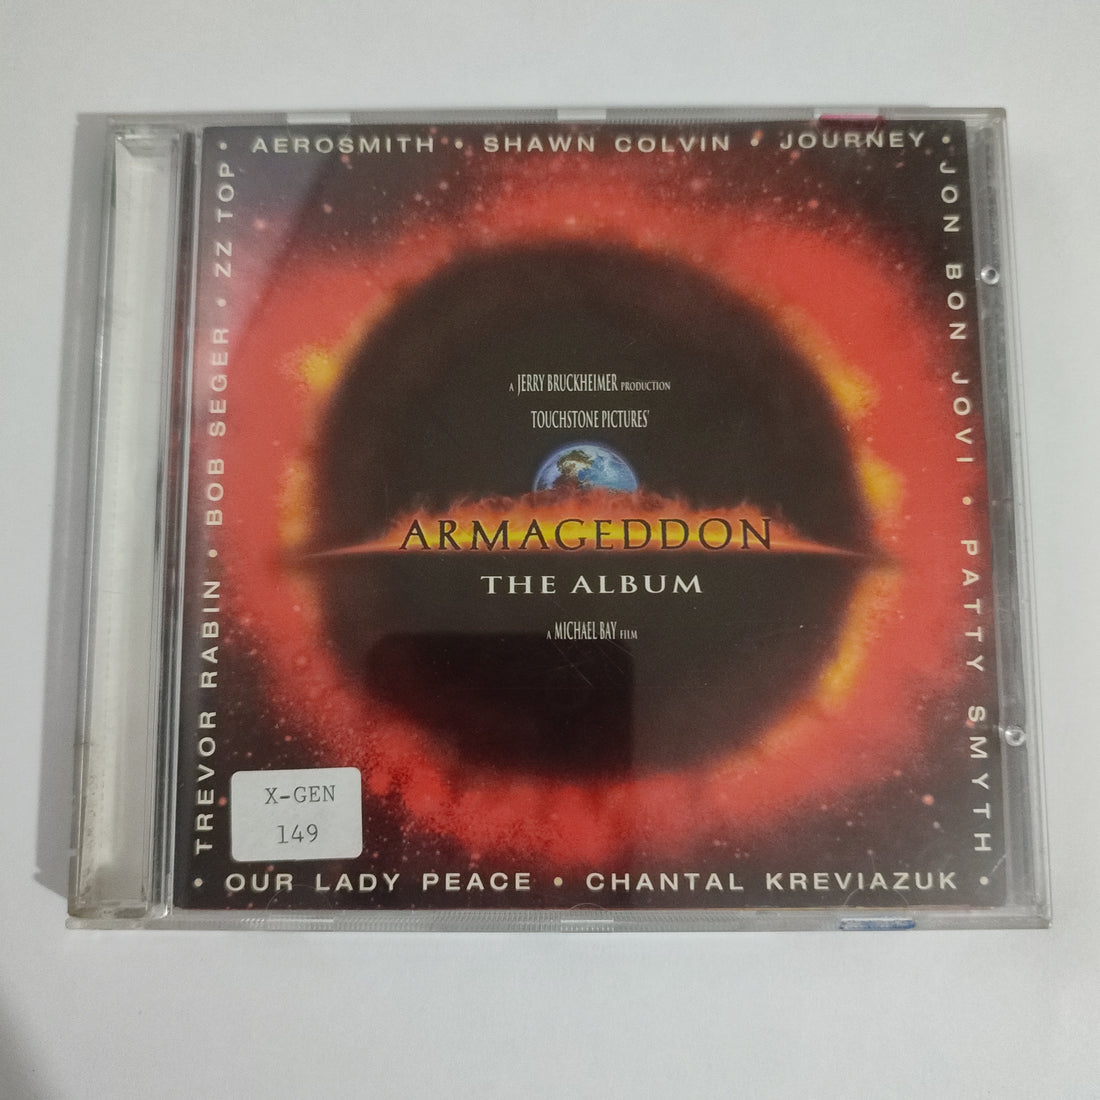 • AEROSMITH • SHAWN COLVIN • JOURNEY •
JON BON JOVI • PATTY SMYTH
• OUR LADY PEACE • CHANTAL KREVIAZUK •
TREVOR RABIN • BOB SEGER • ZZ TOP
A JERRY BRUCKHEIMER PRODUCTION
TOUCHSTONE PICTURES'
ARMAGEDDON
THE ALBUM
A MICHAEL BAY FILM
X-GEN
149